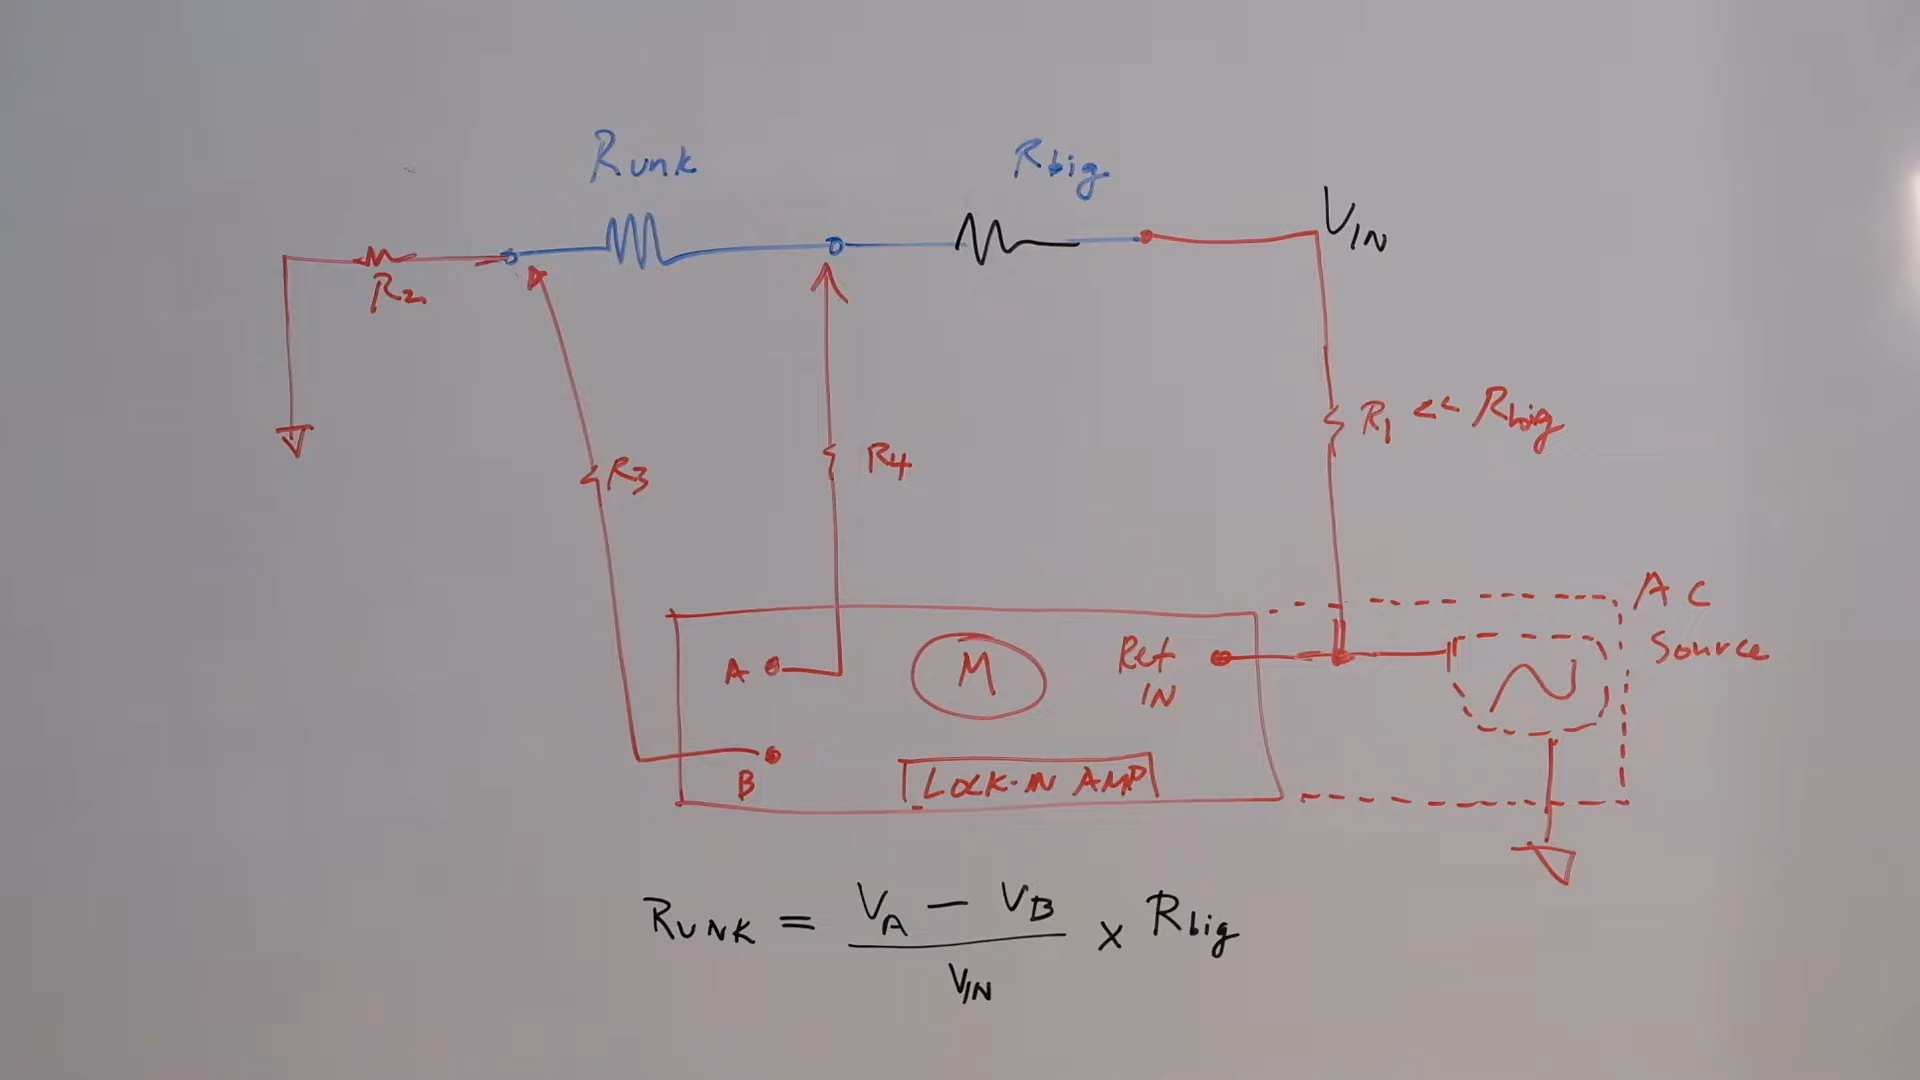 Runk
Rbig
VIN
R2
R1 << Rbig
R3
R4
AC
Source
A
M
Ref
IN
B
LOCK-IN AMP
RUNK = VA - VB
VIN
x Rbig